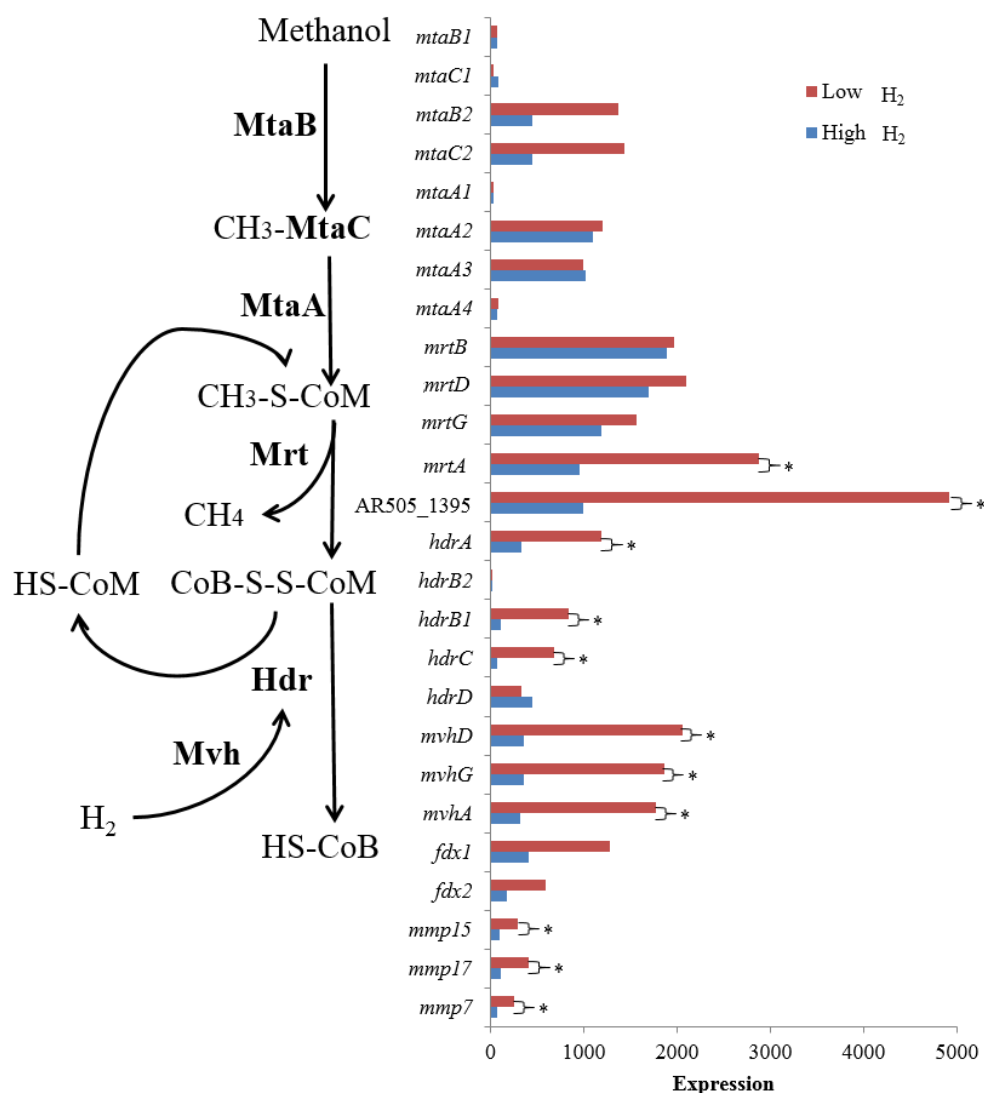 Methanol
MtaB
CH3-MtaC
MtaA
CH3-S-CoM
Mrt
CH4
HS-CoM
CoB-S-S-CoM
Hdr
Mvh
H2
HS-CoB
mtaB1
mtaC1
mtaB2
mtaC2
mtaA1
mtaA2
mtaA3
mtaA4
mrtB
mrtD
mrtG
mrtA *
AR505_1395 *
hdrA *
hdrB2
hdrB1 *
hdrC *
hdrD
mvhD *
mvhG *
mvhA *
fdx1
fdx2
mmp15 *
mmp17 *
mmp7 *
Low H2
High H2
0 1000 2000 3000 4000 5000
Expression